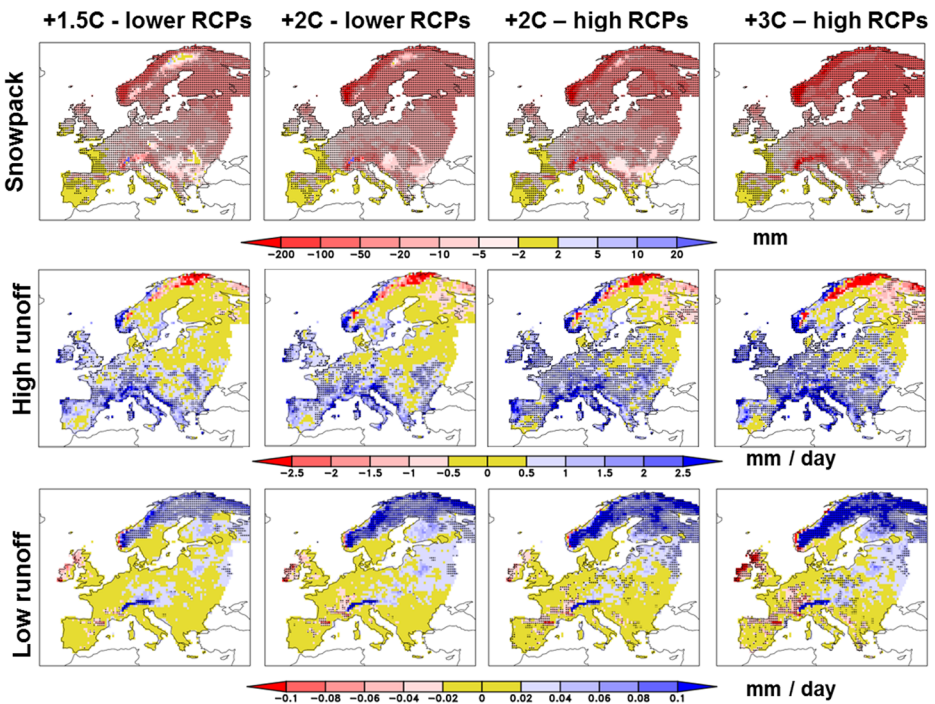 +1.5C - lower RCPs +2C - lower RCPs +2C – high RCPs +3C – high RCPs
Snowpack
−200 −100 −50 −20 −10 −5 −2 2 5 10 20 mm
High runoff
−2.5 −2 −1.5 −1 −0.5 0 0.5 1 1.5 2 2.5 mm / day
Low runoff
−0.1 −0.08 −0.06 −0.04 −0.02 0 0.02 0.04 0.06 0.08 0.1 mm / day